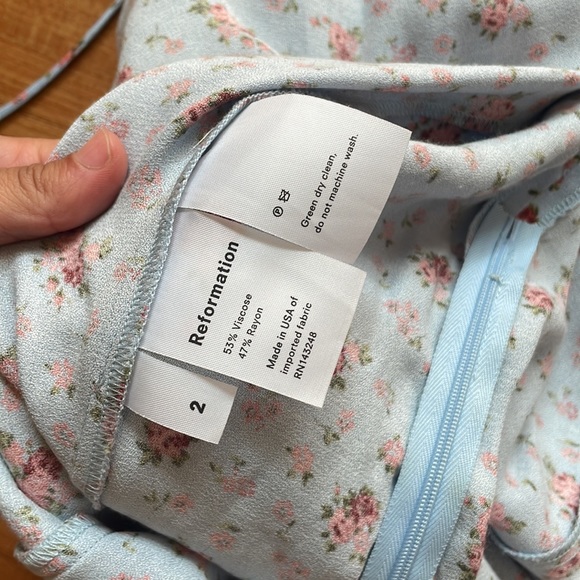 Green dry clean,
do not machine wash.
Reformation
53% Viscose
47% Rayon
Made in USA of
imported fabric
RN143248
2